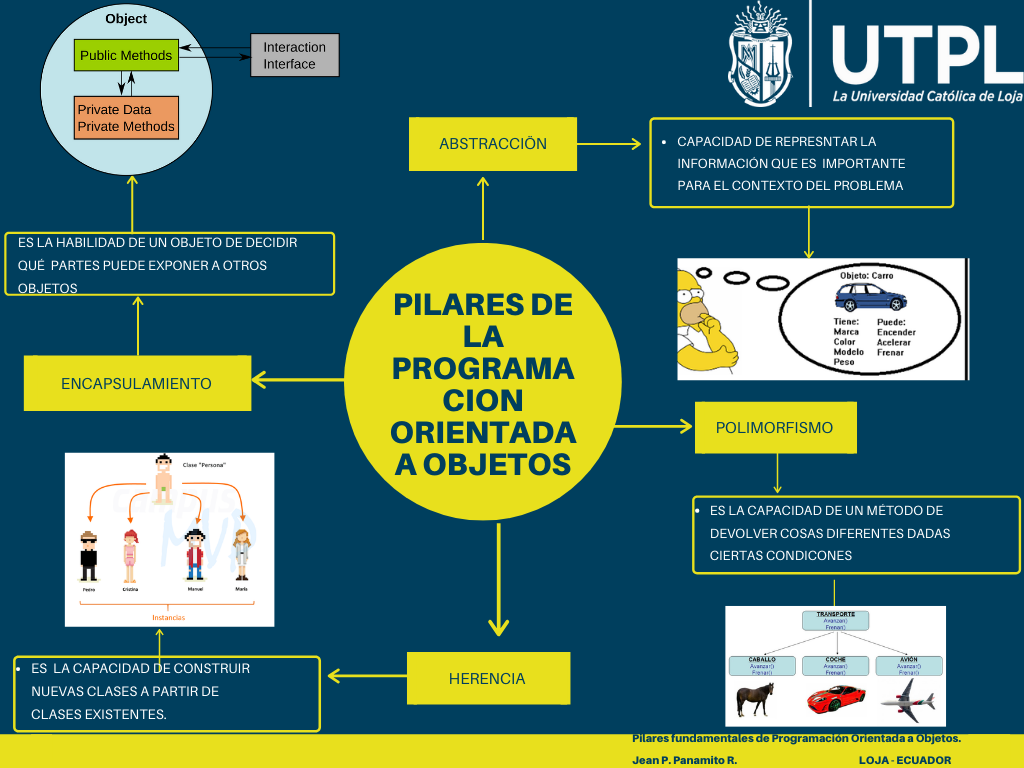 Object
Public Methods
Interaction
Interface
Private Data
Private Methods
UTPL
La Universidad Católica de Loja
ABSTRACCIÖN
CAPACIDAD DE REPRESNTAR LA
INFORMACIÓN QUE ES IMPORTANTE
PARA EL CONTEXTO DEL PROBLEMA
ES LA HABILIDAD DE UN OBJETO DE DECIDIR
QUÉ PARTES PUEDE EXPONER A OTROS
OBJETOS
Objeto: Carro
Tiene: Puede:
Marca Encender
Color Acelerar
Modelo Frenar
Peso
PILARES DE
LA
PROGRAMA
CION
ORIENTADA
A OBJETOS
ENCAPSULAMIENTO
POLIMORFISMO
Clase "Persona"
Pedro Cristina Manuel María
Instancias
ES LA CAPACIDAD DE UN MÉTODO DE
DEVOLVER COSAS DIFERENTES DADAS
CIERTAS CONDICONES
TRANSPORTE
Avanzar()
Frenar()
CABALLO COCHE AVIÓN
Avanzar() Avanzar() Avanzar()
Frenar() Frenar() Frenar()
ES LA CAPACIDAD DE CONSTRUIR
NUEVAS CLASES A PARTIR DE
CLASES EXISTENTES.
HERENCIA
Pilares fundamentales de Programación Orientada a Objetos.
Jean P. Panamito R. LOJA - ECUADOR